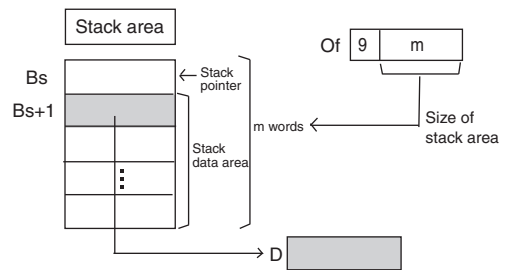 Stack area
Bs
Stack
pointer
Bs+1
Stack
data area
m words
Of 9 m
Size of
stack area
D